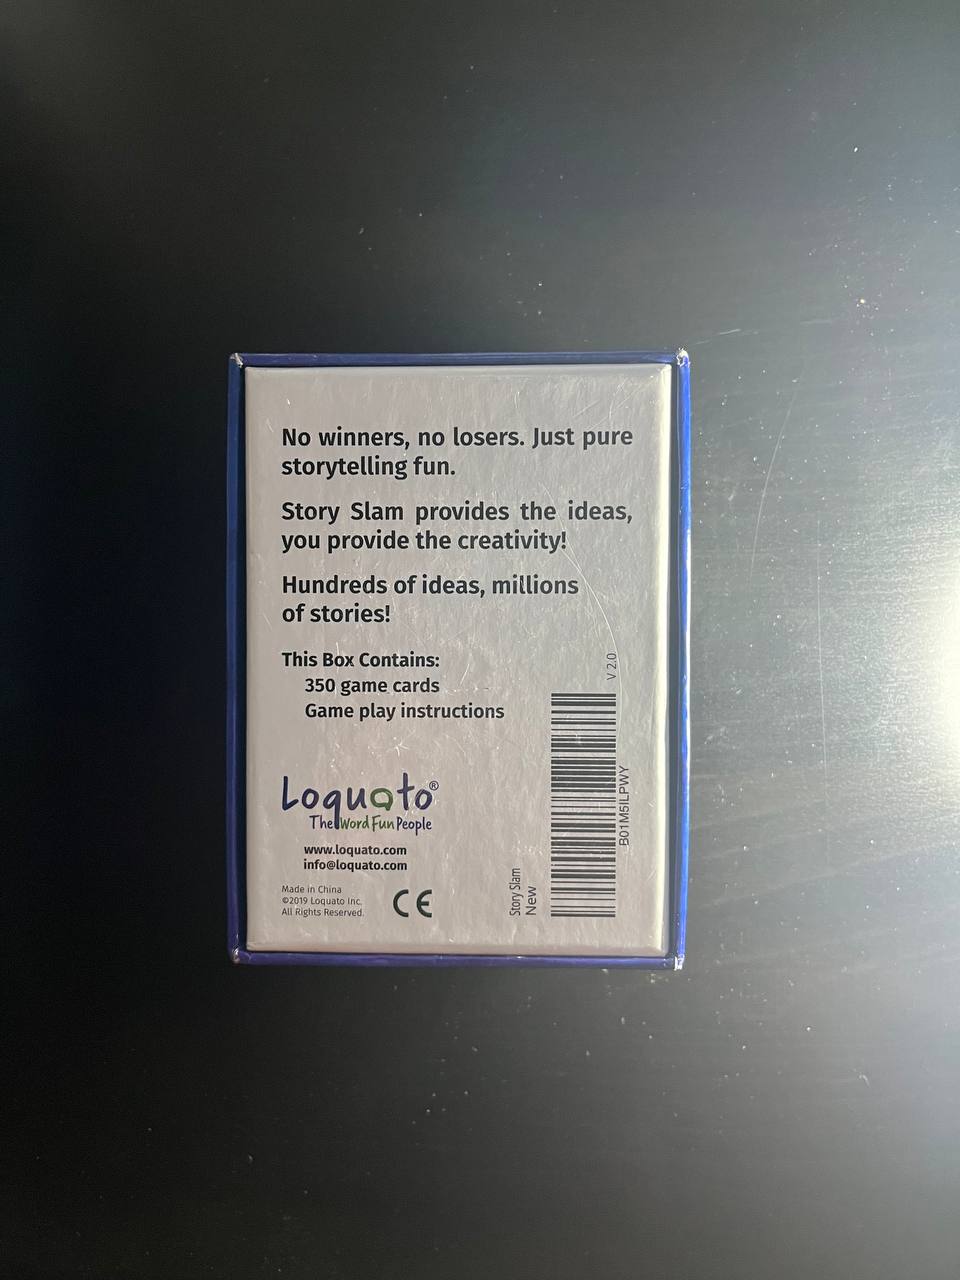 No winners, no losers. Just pure
storytelling fun.
Story Slam provides the ideas,
you provide the creativity!
Hundreds of ideas, millions
of stories!
This Box Contains:
350 game cards
Game play instructions
Loquato®
The Word Fun People
www.loquato.com
info@loquato.com
Made in China
©2019 Loquato Inc.
All Rights Reserved.
CE
Story Slam
New
B01M5ILPWY
V 2.0